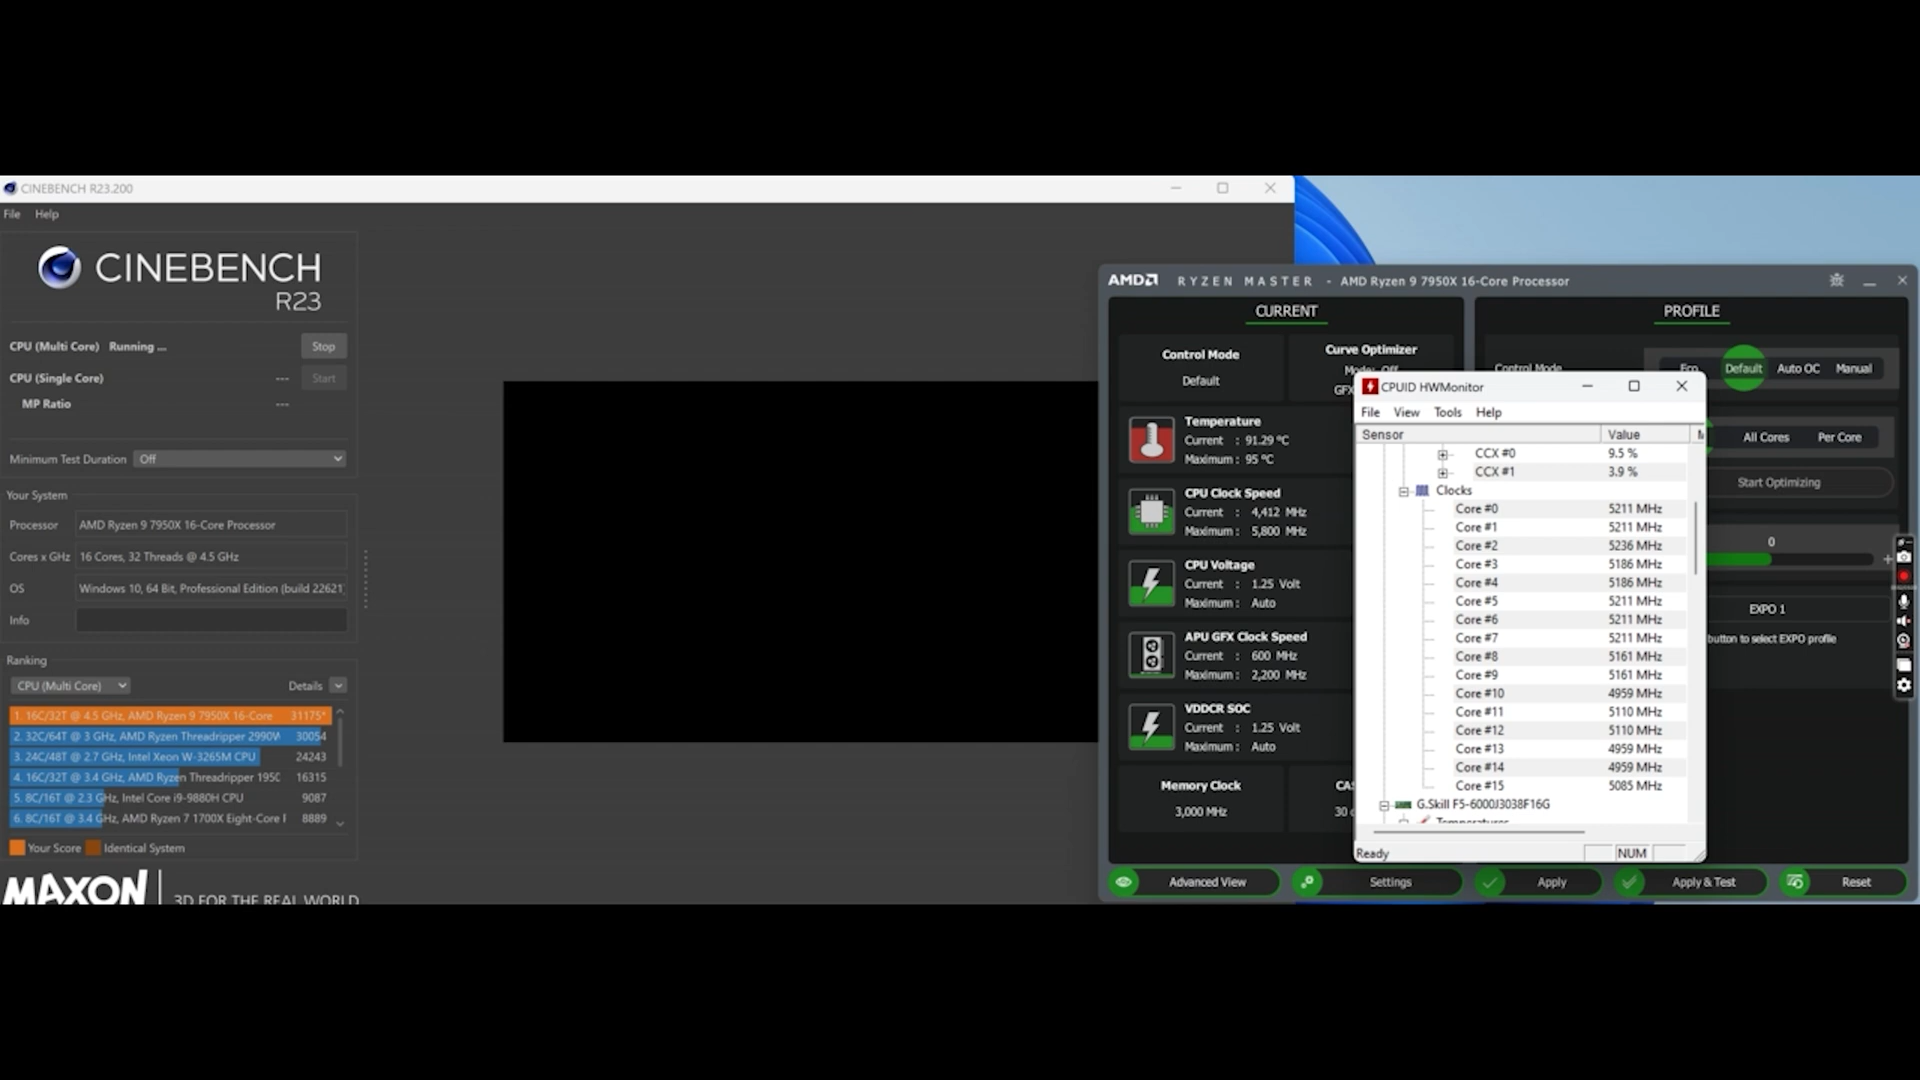 CINEBENCH R23.200
File Help
CINEBENCH
R23
CPU (Multi Core) Running ... Stop
CPU (Single Core) --- Start
MP Ratio ---
Minimum Test Duration Off
Your System
Processor AMD Ryzen 9 7950X 16-Core Processor
Cores x GHz 16 Cores, 32 Threads @ 4.5 GHz
OS Windows 10, 64 Bit, Professional Edition (build 22621
Info
Ranking
CPU (Multi Core) Details
1. 16C/32T @ 4.5 GHz, AMD Ryzen 9 7950X 16-Core 31175*
2. 32C/64T @ 3 GHz, AMD Ryzen Threadripper 2990W 30054
3. 24C/48T @ 2.7 GHz, Intel Xeon W-3265M CPU 24243
4. 16C/32T @ 3.4 GHz, AMD Ryzen Threadripper 1950 16315
5. 8C/16T @ 2.3 GHz, Intel Core i9-9880H CPU 9087
6. 8C/16T @ 3.4 GHz, AMD Ryzen 7 1700X Eight-Core 8889
Your Score Identical System
MAXON 3D FOR THE REAL WORLD
AMD RYZEN MASTER - AMD Ryzen 9 7950X 16-Core Processor
CURRENT
Control Mode
Default
Curve Optimizer
Mode: Off
GFX
Temperature
Current : 91.29 °C
Maximum : 95 °C
CPU Clock Speed
Current : 4,412 MHz
Maximum : 5,800 MHz
CPU Voltage
Current : 1.25 Volt
Maximum : Auto
APU GFX Clock Speed
Current : 600 MHz
Maximum : 2,200 MHz
VDDCR SOC
Current : 1.25 Volt
Maximum : Auto
Memory Clock
3,000 MHz
CAS
30
PROFILE
Control Mode Eco Default Auto OC Manual
All Cores Per Core
Start Optimizing
0
+
EXPO 1
button to select EXPO profile
CPUID HWMonitor
File View Tools Help
Sensor Value M
CCX #0 9.5 %
CCX #1 3.9 %
Clocks
Core #0 5211 MHz
Core #1 5211 MHz
Core #2 5236 MHz
Core #3 5186 MHz
Core #4 5186 MHz
Core #5 5211 MHz
Core #6 5211 MHz
Core #7 5211 MHz
Core #8 5161 MHz
Core #9 5161 MHz
Core #10 4959 MHz
Core #11 5110 MHz
Core #12 5110 MHz
Core #13 4959 MHz
Core #14 4959 MHz
Core #15 5085 MHz
G.Skill F5-6000J3038F16G
Temperatures
Ready NUM
Advanced View Settings Apply Apply & Test Reset